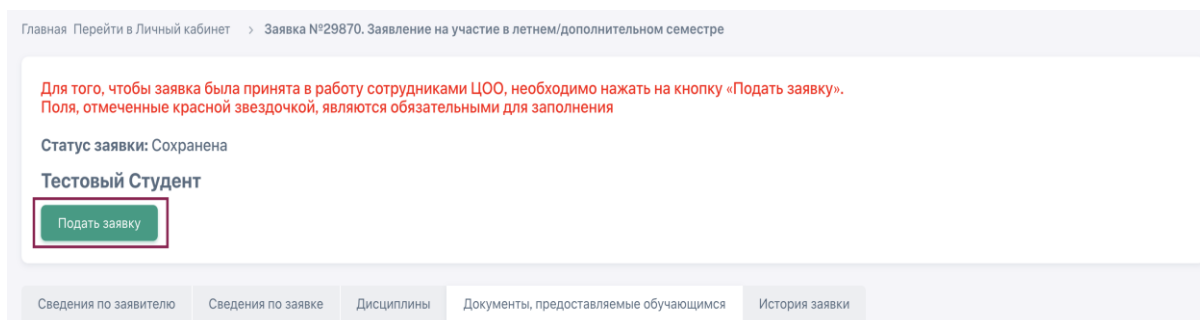 Главная Перейти в Личный кабинет > Заявка №29870. Заявление на участие в летнем/дополнительном семестре
Для того, чтобы заявка была принята в работу сотрудниками ЦОО, необходимо нажать на кнопку «Подать заявку».
Поля, отмеченные красной звездочкой, являются обязательными для заполнения
Статус заявки: Сохранена
Тестовый Студент
Подать заявку
Сведения по заявителю Сведения по заявке Дисциплины Документы, предоставляемые обучающимся История заявки